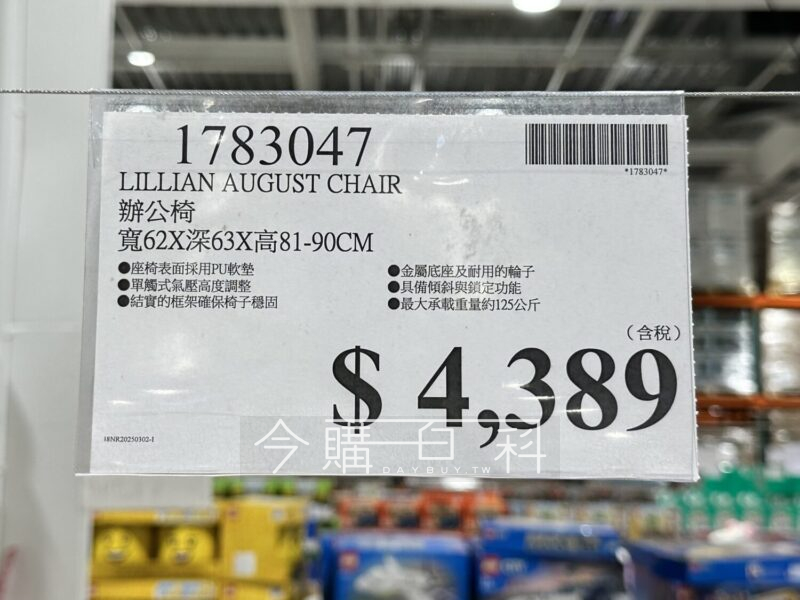 1783047
*1783047*
LILLIAN AUGUST CHAIR
辦公椅
寬62X深63X高81-90CM
●座椅表面採用PU軟墊
●單觸式氣壓高度調整
●結實的框架確保椅子穩固
●金屬底座及耐用的輪子
●具備傾斜與鎖定功能
●最大承載重量約125公斤
(含稅)
$ 4,389
18NR20250302-1
今購百科
DAYBUY.TW